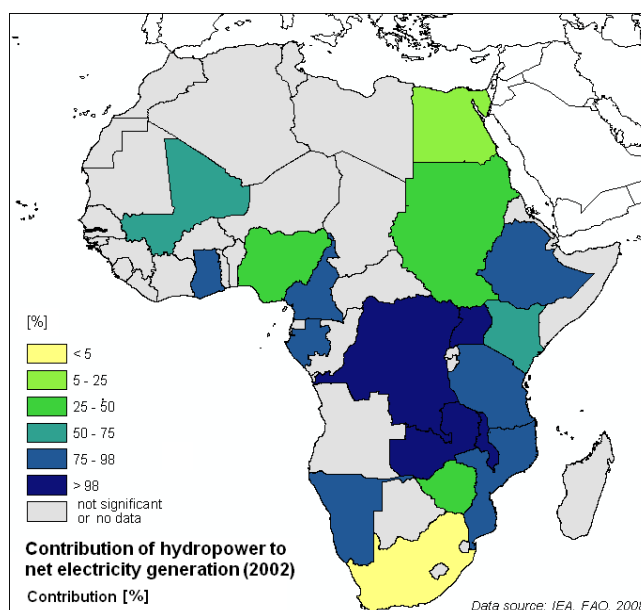 [%]
< 5
5 - 25
25 - 50
50 - 75
75 - 98
> 98
not significant
or no data
Contribution of hydropower to
net electricity generation (2002)
Contribution [%]
Data source: IEA, FAO,